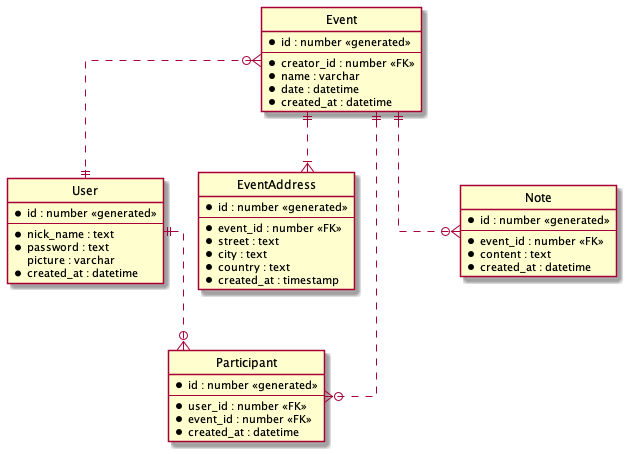 Event
id : number «generated»
creator_id : number «FK»
name : varchar
date : datetime
created_at : datetime
User
id : number «generated»
nick_name : text
password : text
picture : varchar
created_at : datetime
EventAddress
id : number «generated»
event_id : number «FK»
street : text
city : text
country : text
created_at : timestamp
Note
id : number «generated»
event_id : number «FK»
content : text
created_at : datetime
Participant
id : number «generated»
user_id : number «FK»
event_id : number «FK»
created_at : datetime